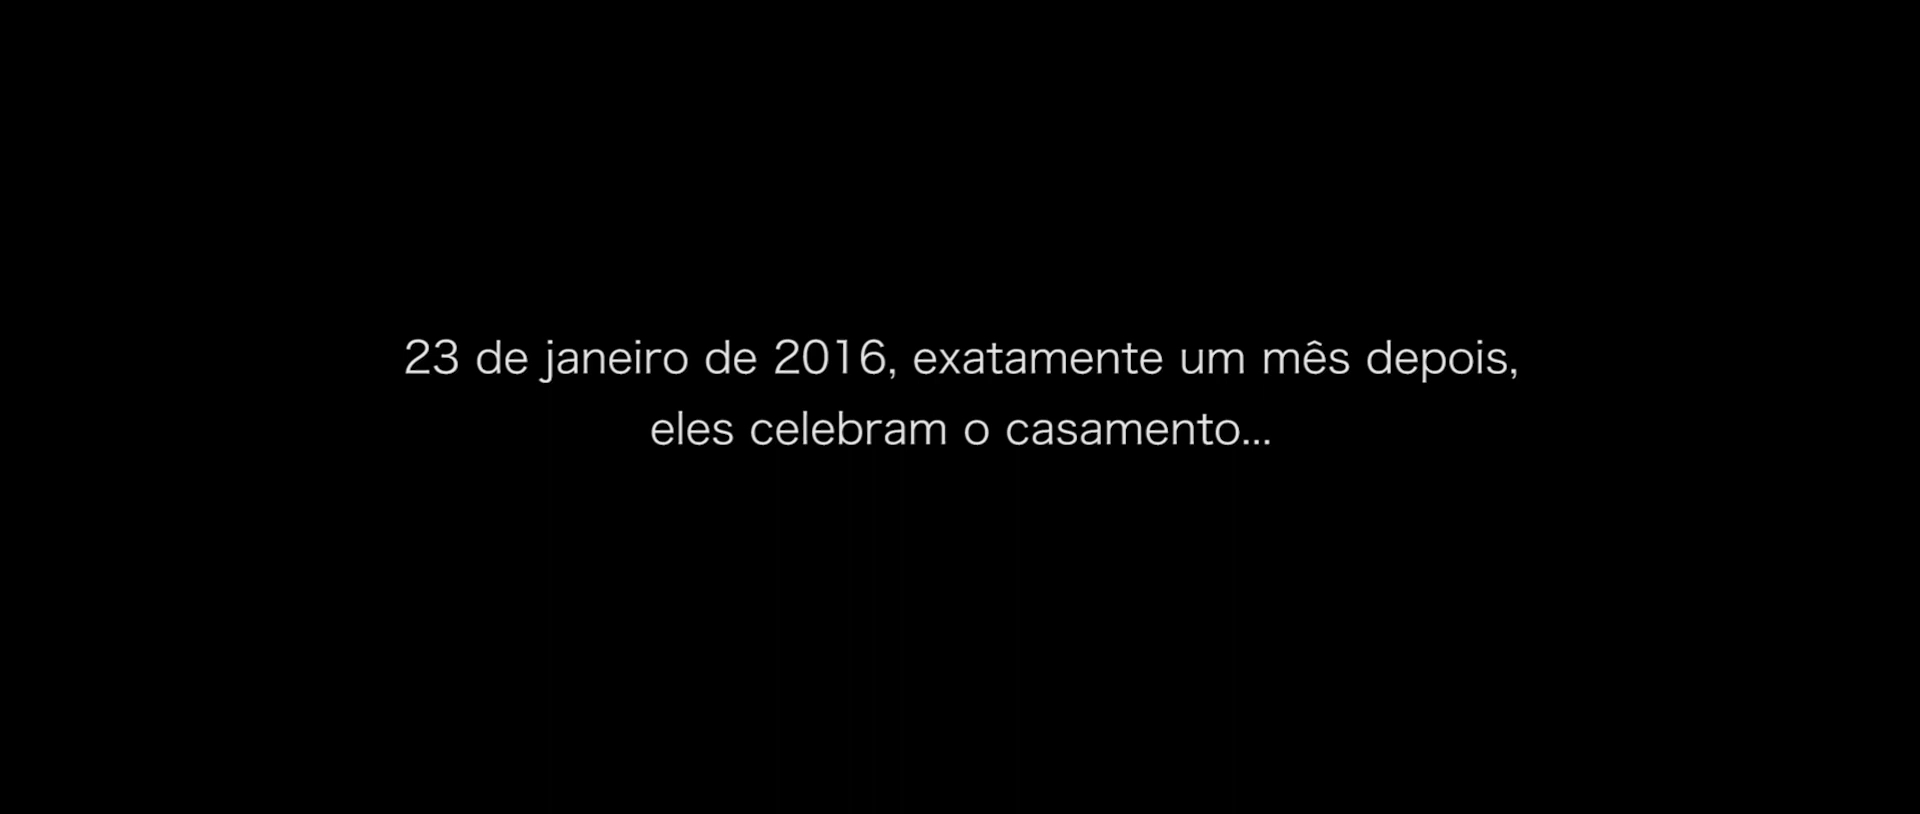 23 de janeiro de 2016, exatamente um mês depois,
eles celebram o casamento...